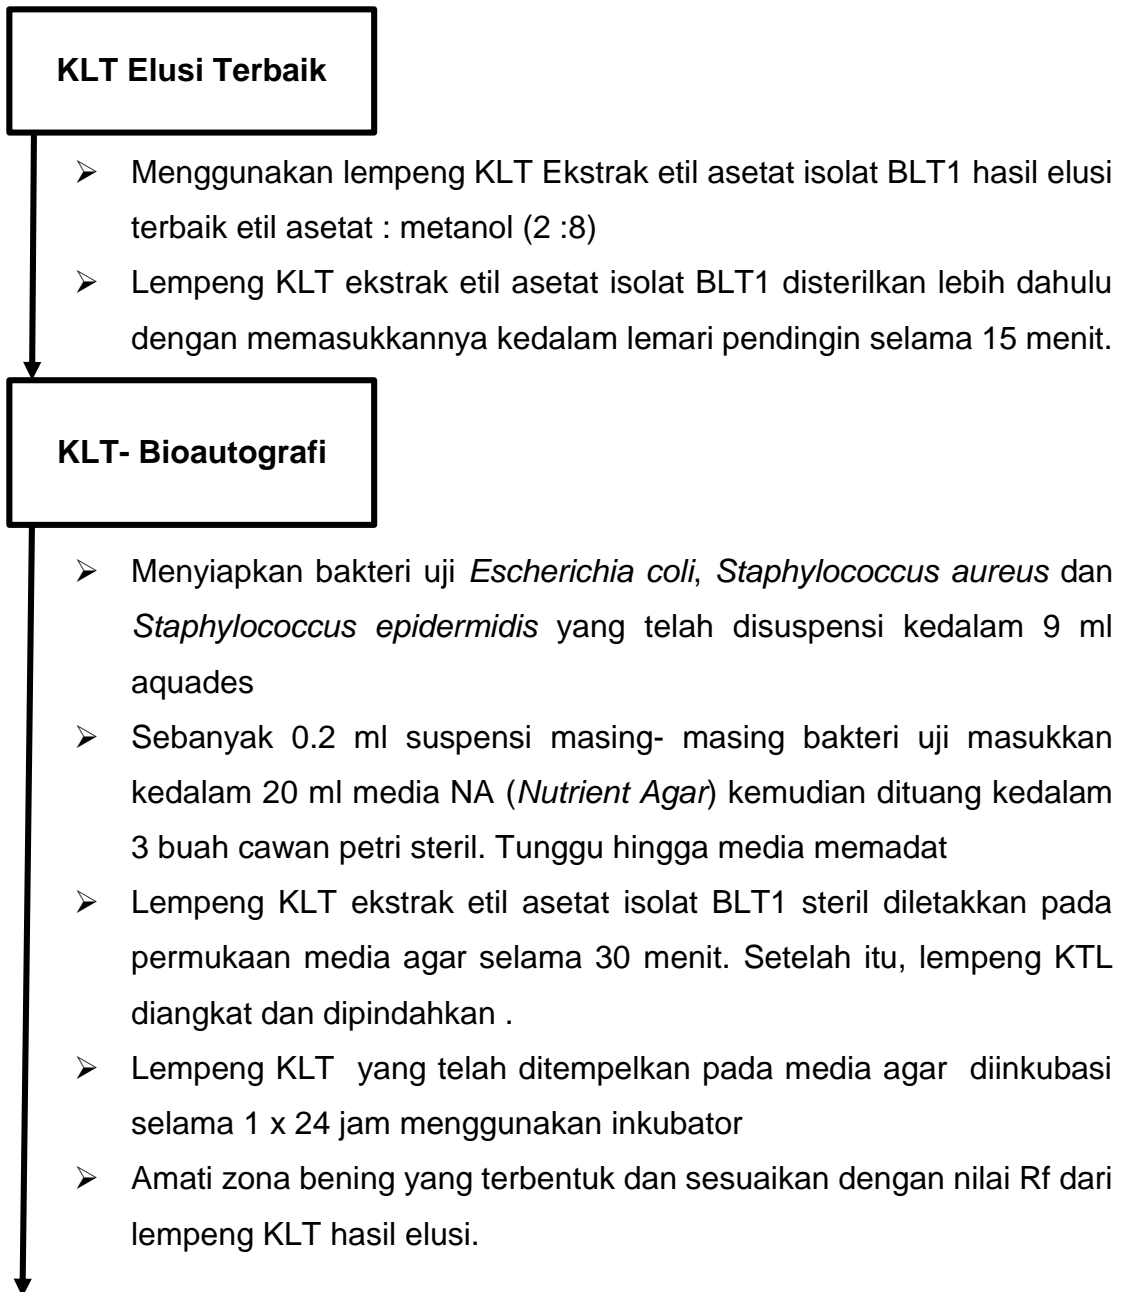 KLT Elusi Terbaik
➢ Menggunakan lempeng KLT Ekstrak etil asetat isolat BLT1 hasil elusi
terbaik etil asetat : metanol (2 :8)
➢ Lempeng KLT ekstrak etil asetat isolat BLT1 disterilkan lebih dahulu
dengan memasukkannya kedalam lemari pendingin selama 15 menit.
KLT- Bioautografi
➢ Menyiapkan bakteri uji Escherichia coli, Staphylococcus aureus dan
Staphylococcus epidermidis yang telah disuspensi kedalam 9 ml
aquades
➢ Sebanyak 0.2 ml suspensi masing- masing bakteri uji masukkan
kedalam 20 ml media NA (Nutrient Agar) kemudian dituang kedalam
3 buah cawan petri steril. Tunggu hingga media memadat
➢ Lempeng KLT ekstrak etil asetat isolat BLT1 steril diletakkan pada
permukaan media agar selama 30 menit. Setelah itu, lempeng KTL
diangkat dan dipindahkan .
➢ Lempeng KLT yang telah ditempelkan pada media agar diinkubasi
selama 1 x 24 jam menggunakan inkubator
➢ Amati zona bening yang terbentuk dan sesuaikan dengan nilai Rf dari
lempeng KLT hasil elusi.